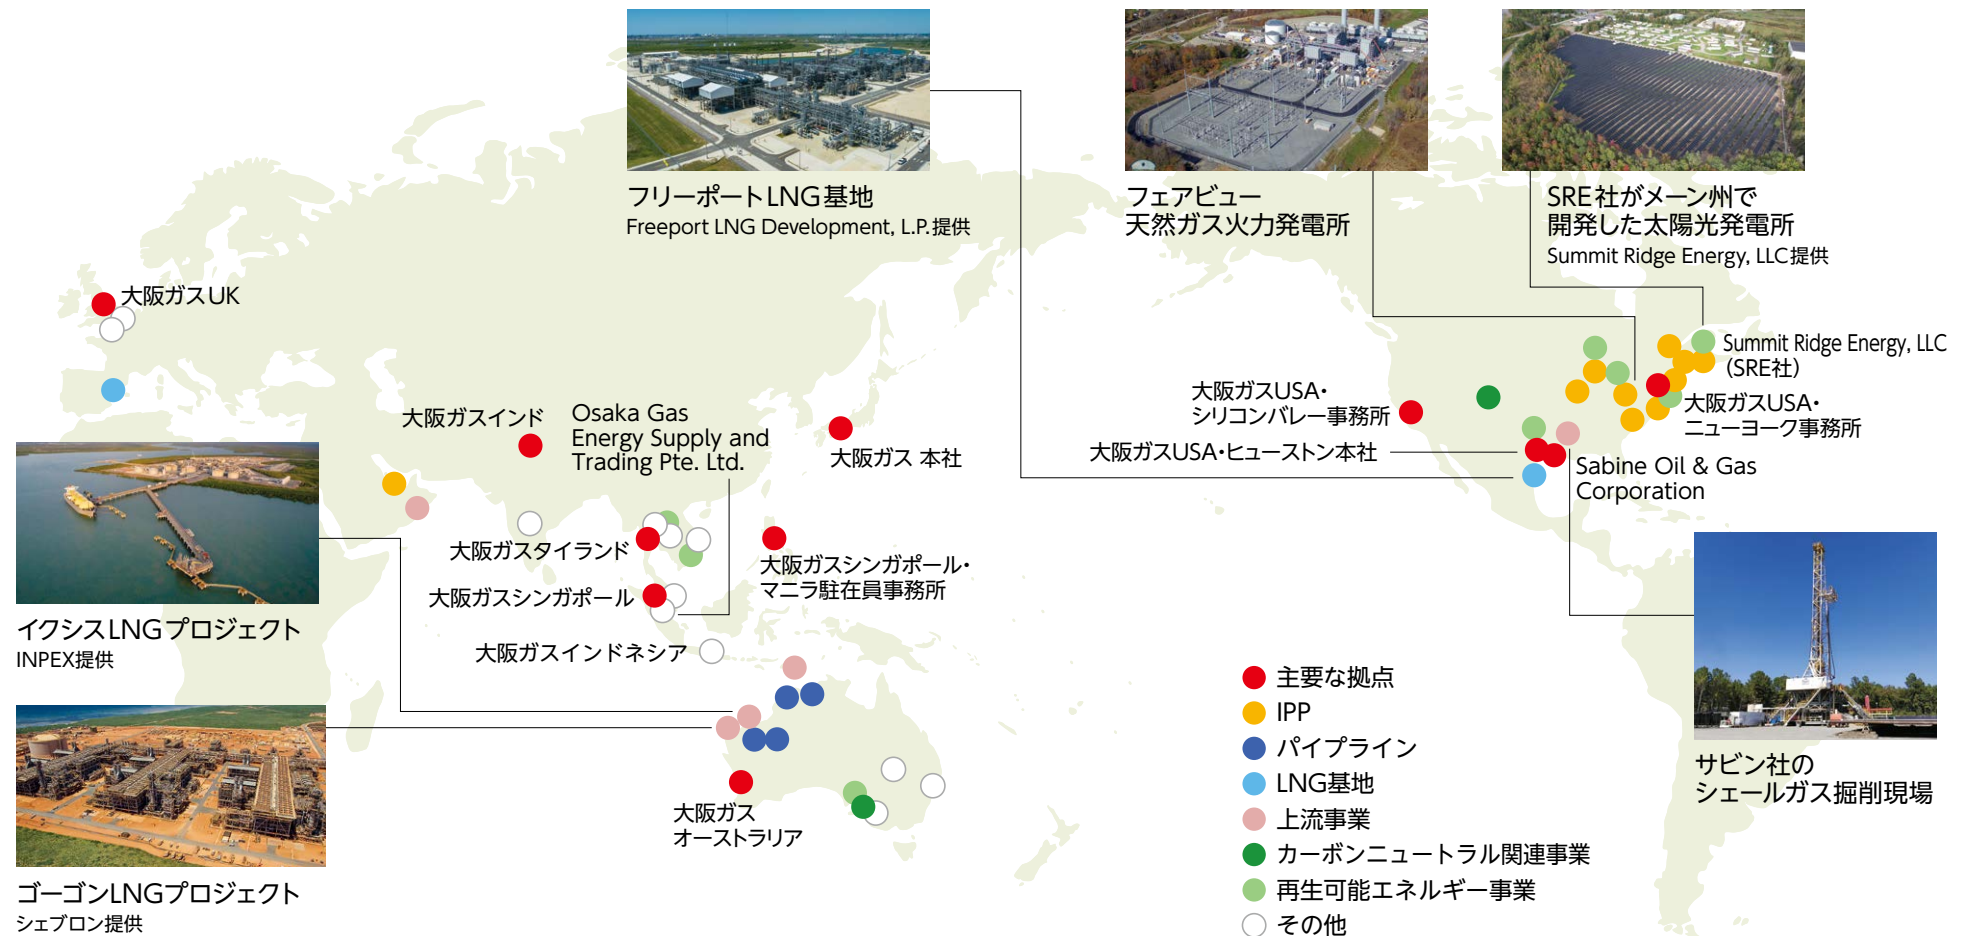 フリーポートLNG基地
Freeport LNG Development, L.P.提供
フェアビュー
天然ガス火力発電所
SRE社がメーン州で
開発した太陽光発電所
Summit Ridge Energy, LLC提供
大阪ガスUK
大阪ガスインド
Osaka Gas
Energy Supply and
Trading Pte. Ltd.
大阪ガス 本社
大阪ガスUSA・
シリコンバレー事務所
大阪ガスUSA・ヒューストン本社
Summit Ridge Energy, LLC
（SRE社）
大阪ガスUSA・
ニューヨーク事務所
Sabine Oil & Gas
Corporation
大阪ガスタイランド
大阪ガスシンガポール・
マニラ駐在員事務所
大阪ガスシンガポール
大阪ガスインドネシア
イクシスLNGプロジェクト
INPEX提供
大阪ガス
オーストラリア
ゴーゴンLNGプロジェクト
シェブロン提供
サビン社の
シェールガス掘削現場
主要な拠点
IPP
パイプライン
LNG基地
上流事業
カーボンニュートラル関連事業
再生可能エネルギー事業
その他